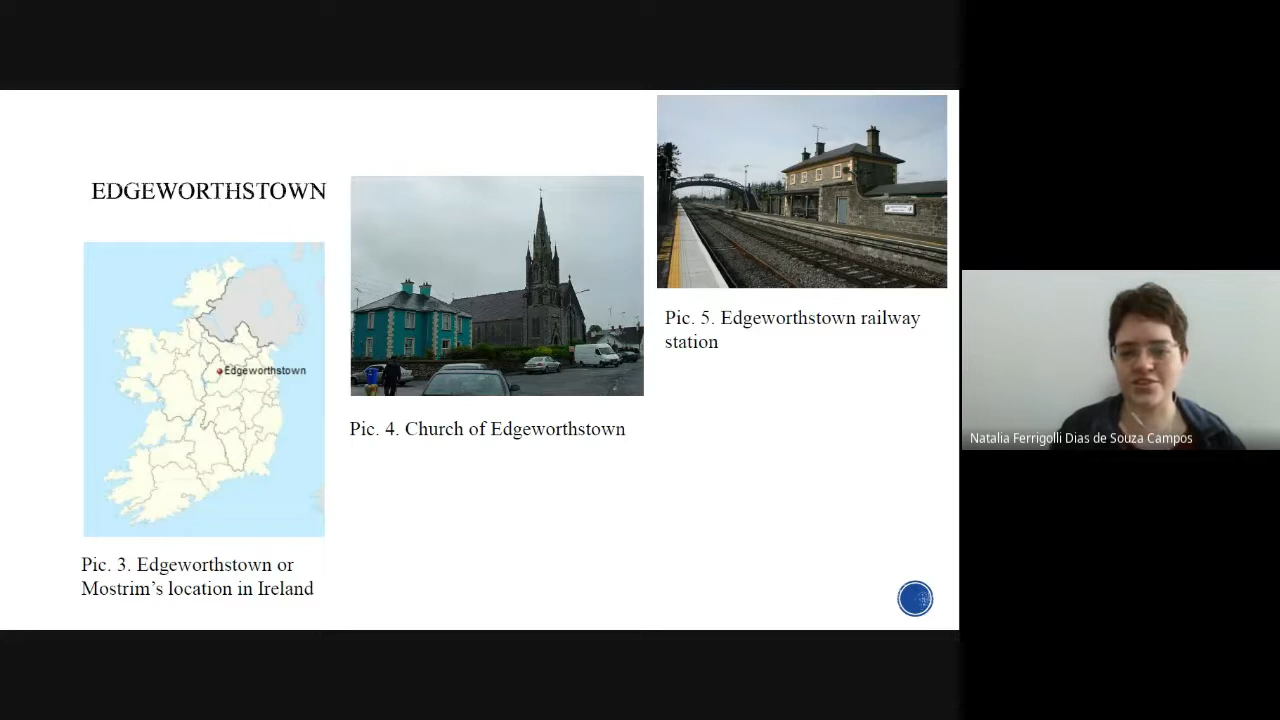 EDGEWORTHSTOWN
Edgeworthstown
Pic. 3. Edgeworthstown or
Mostrim’s location in Ireland
Pic. 4. Church of Edgeworthstown
Pic. 5. Edgeworthstown railway
station
Natalia Ferrigolli Dias de Souza Campos